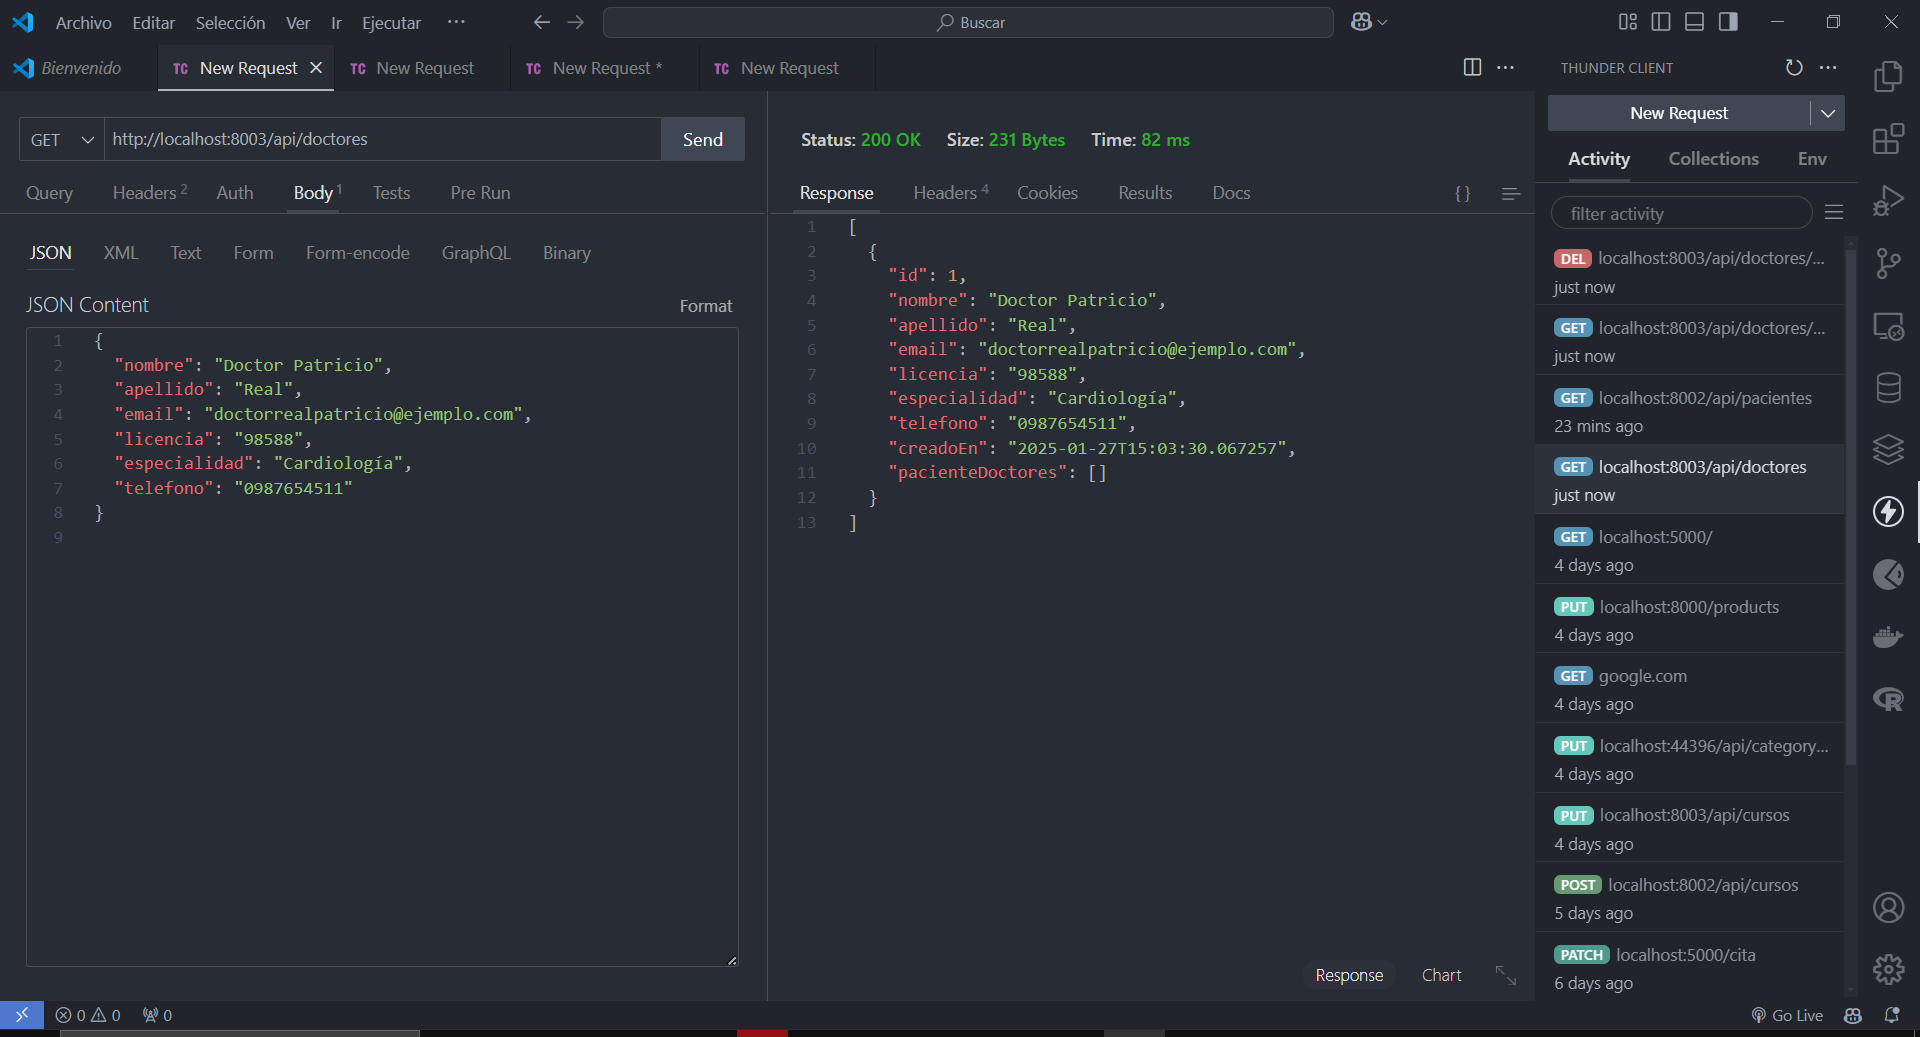 Archivo Editar Selección Ver Ir Ejecutar ··· Buscar
Bienvenido TC New Request TC New Request TC New Request * TC New Request
THUNDER CLIENT
GET http://localhost:8003/api/doctores Send
Query Headers 2 Auth Body 1 Tests Pre Run
JSON XML Text Form Form-encode GraphQL Binary
JSON Content Format
1 {
2 "nombre": "Doctor Patricio",
3 "apellido": "Real",
4 "email": "doctorrealpatricio@ejemplo.com",
5 "licencia": "98588",
6 "especialidad": "Cardiología",
7 "telefono": "0987654511"
8 }
9
Status: 200 OK Size: 231 Bytes Time: 82 ms
Response Headers 4 Cookies Results Docs { }
1 [
2 {
3 "id": 1,
4 "nombre": "Doctor Patricio",
5 "apellido": "Real",
6 "email": "doctorrealpatricio@ejemplo.com",
7 "licencia": "98588",
8 "especialidad": "Cardiología",
9 "telefono": "0987654511",
10 "creadoEn": "2025-01-27T15:03:30.067257",
11 "pacienteDoctores": []
12 }
13 ]
Response Chart
New Request
Activity Collections Env
filter activity
DEL localhost:8003/api/doctores/...
just now
GET localhost:8003/api/doctores/...
just now
GET localhost:8002/api/pacientes
23 mins ago
GET localhost:8003/api/doctores
just now
GET localhost:5000/
4 days ago
PUT localhost:8000/products
4 days ago
GET google.com
4 days ago
PUT localhost:44396/api/category...
4 days ago
PUT localhost:8003/api/cursos
4 days ago
POST localhost:8002/api/cursos
5 days ago
PATCH localhost:5000/cita
6 days ago
0 0 0 Go Live